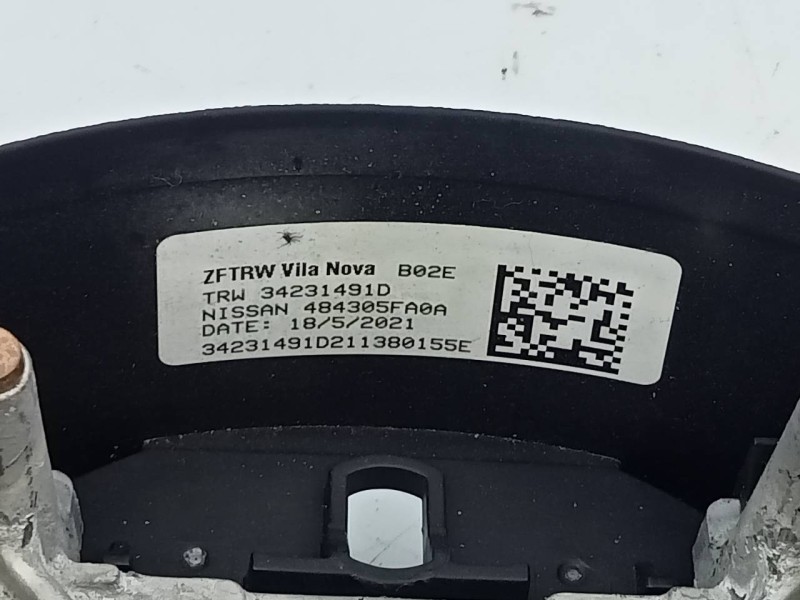 ZFTRW Vila Nova B02E
TRW 34231491D
NISSAN 484305FA0A
DATE: 18/5/2021
34231491D211380155E